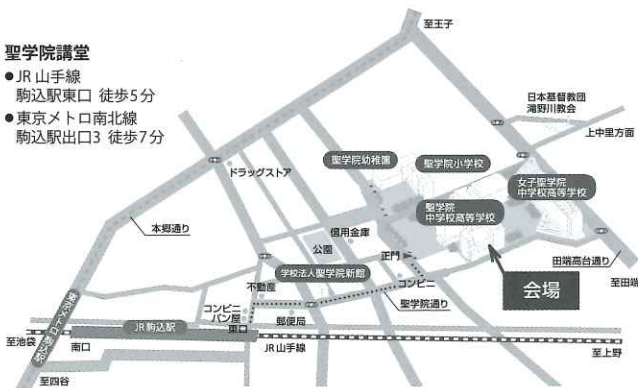 聖学院講堂
●JR 山手線
駒込駅東口 徒歩5分
●東京メトロ南北線
駒込駅出口3 徒歩7分
至王子
日本基督教団
滝野川教会
上中里方面
聖学院幼稚園
聖学院小学校
ドラッグストア
女子聖学院
中学校高等学校
聖学院
中学校高等学校
本郷通り
信用金庫
公園
正門
田端高台通り
学校法人聖学院新館
至田端
不動産
コンビニ
会場
コンビニ
パン屋
聖学院通り
東京メトロ駒込駅
JR 駒込駅
東口
郵便局
至池袋
南口
JR 山手線
至上野
至四谷